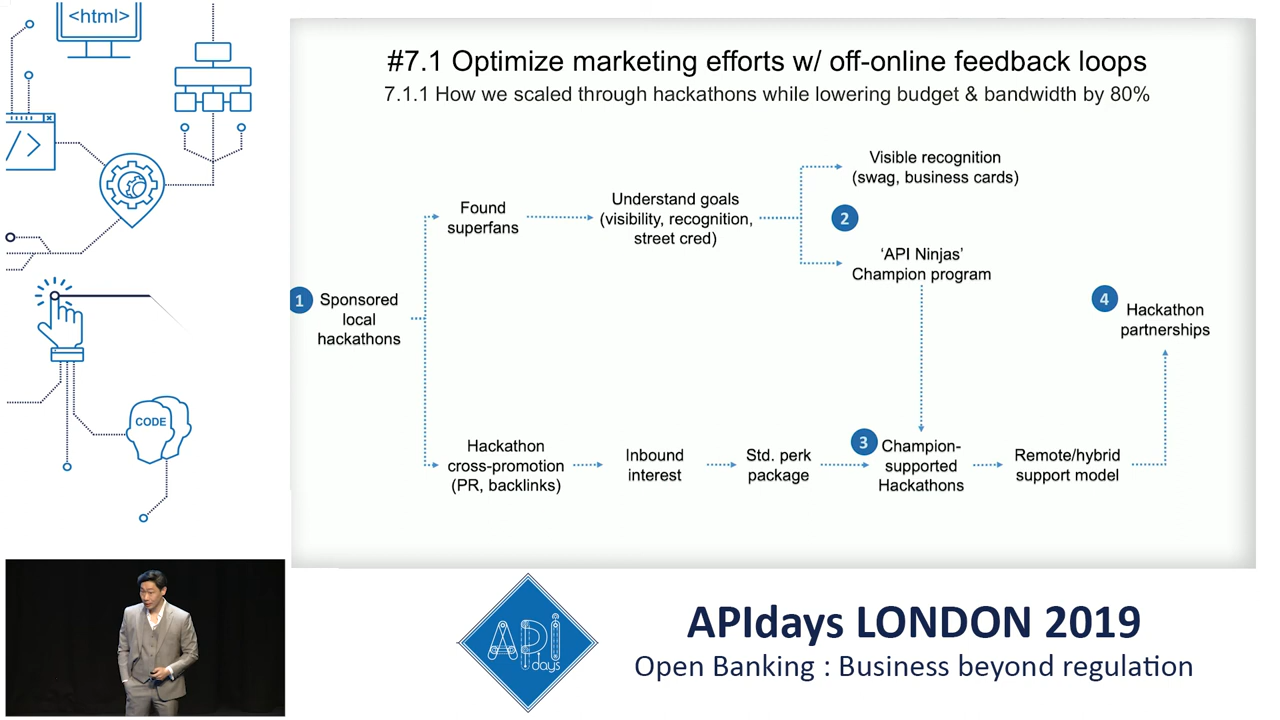 <html>
</>
CODE
#7.1 Optimize marketing efforts w/ off-online feedback loops
7.1.1 How we scaled through hackathons while lowering budget & bandwidth by 80%
1
Sponsored
local
hackathons
Found
superfans
Understand goals
(visibility, recognition,
street cred)
2
Visible recognition
(swag, business cards)
‘API Ninjas’
Champion program
Hackathon
cross-promotion
(PR, backlinks)
Inbound
interest
Std. perk
package
3
Champion-
supported
Hackathons
Remote/hybrid
support model
4
Hackathon
partnerships
API
days
APIdays LONDON 2019
Open Banking : Business beyond regulation